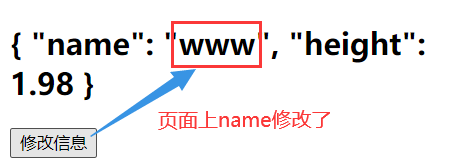 { "name": "www", "height":
1.98 }
修改信息
页面上name修改了